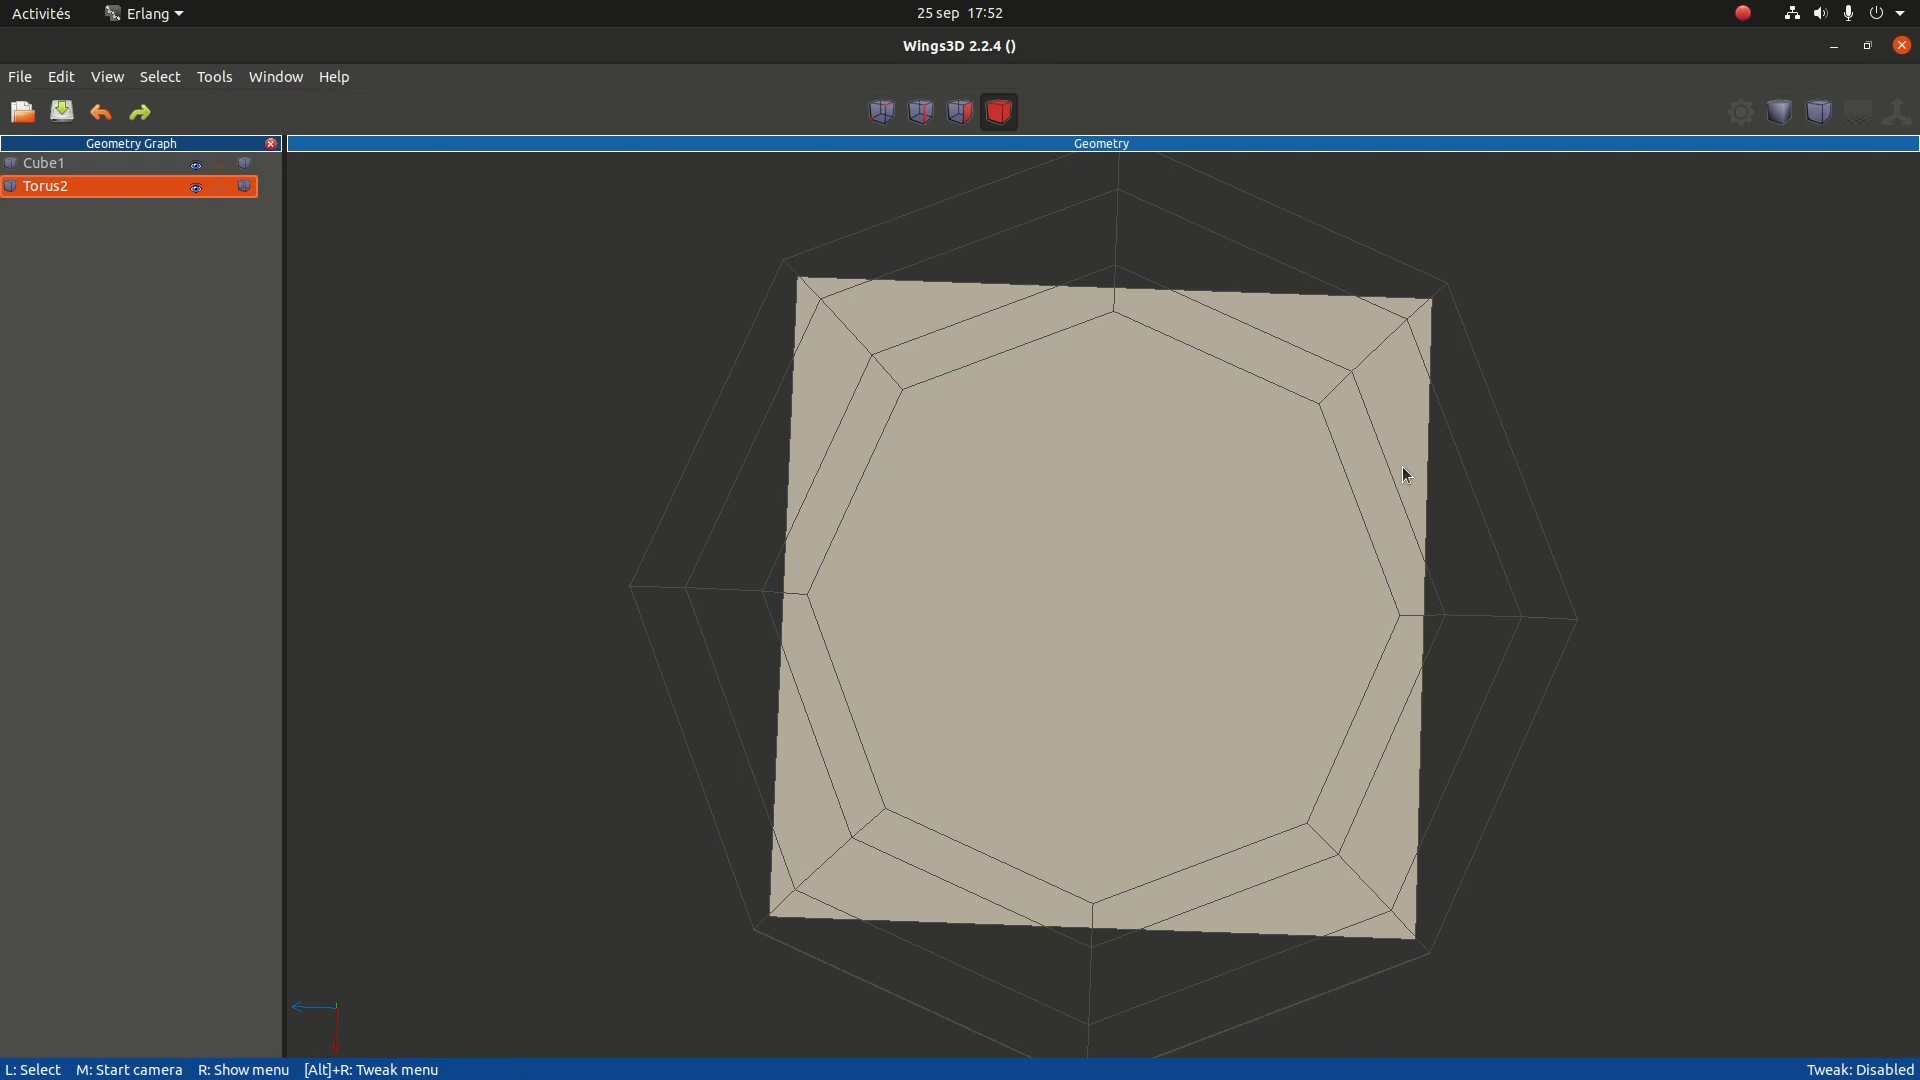 Activités Erlang 25 sep 17:52
Wings3D 2.2.4 ()
File Edit View Select Tools Window Help
Geometry Graph Geometry
Cube1
Torus2
L: Select M: Start camera R: Show menu [Alt]+R: Tweak menu Tweak: Disabled